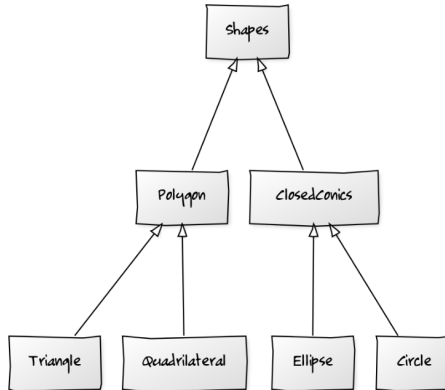 Shapes
Polygon
ClosedConics
Triangle
Quadrilateral
Ellipse
Circle